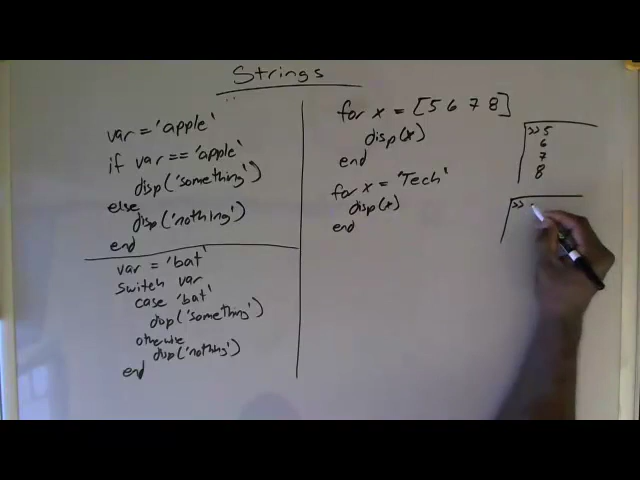 Strings
var = 'apple'
if var == 'apple'
disp('something')
else
disp('nothing')
end
var = 'bat'
switch var
case 'bat'
disp('something')
otherwise
disp('nothing')
end
for x = [5 6 7 8]
disp(x)
end
for x = 'Tech'
disp(x)
end
>> 5
6
7
8
>>